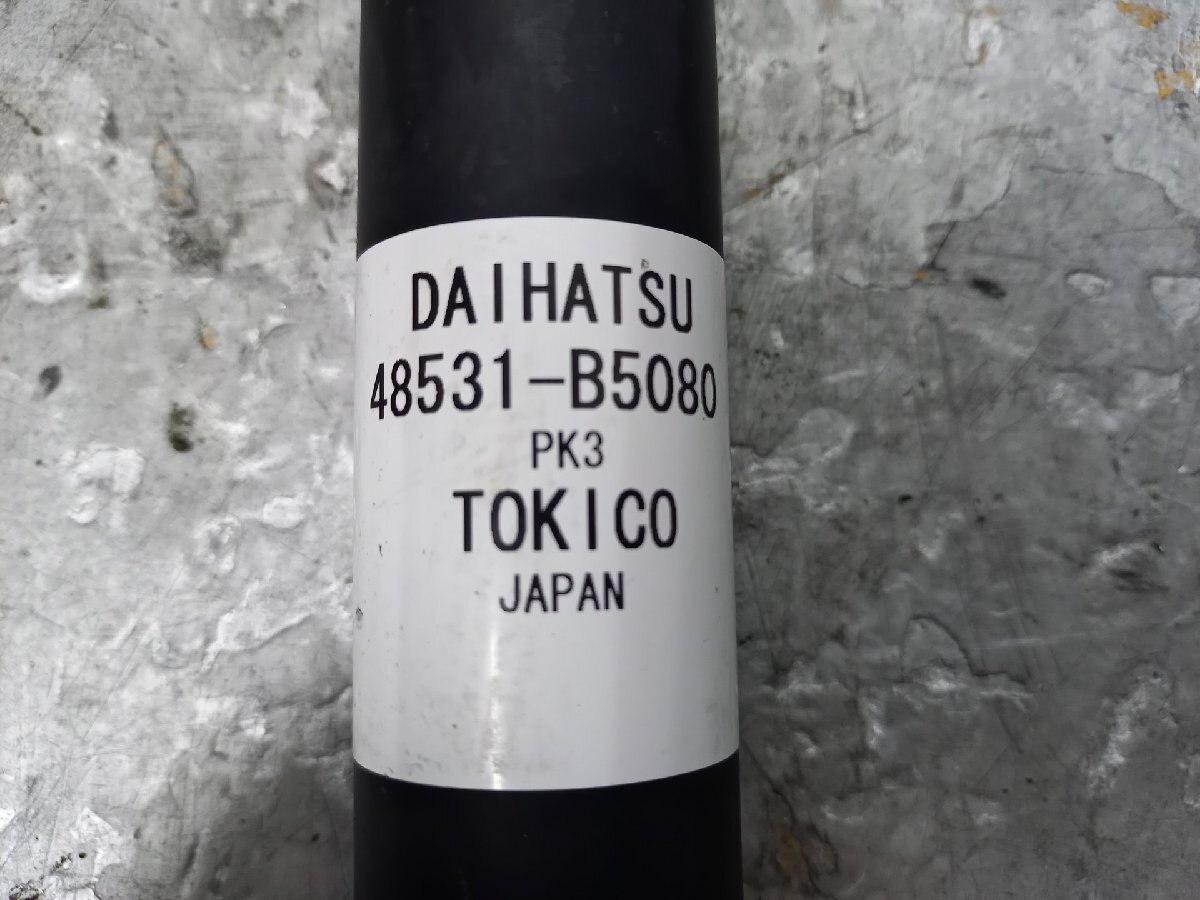 DAIHATSU
48531-B5080
PK3
TOKICO
JAPAN